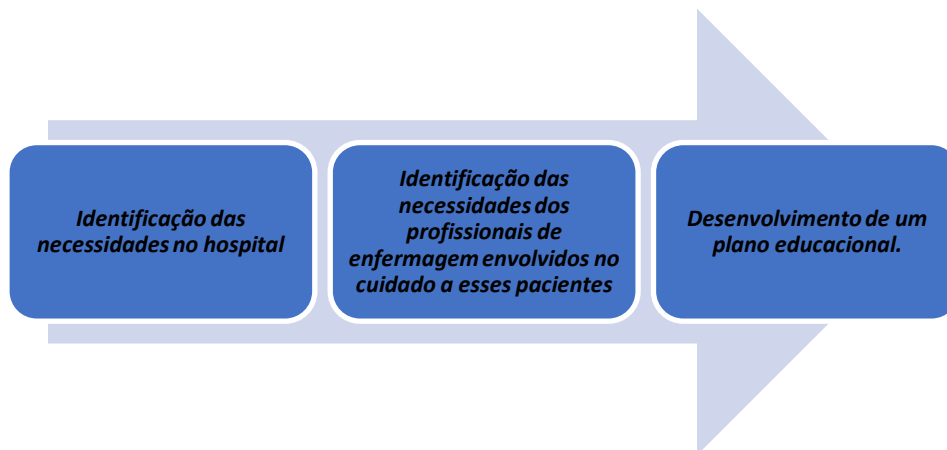 Identificação das
necessidades no hospital
Identificação das
necessidades dos
profissionais de
enfermagem envolvidos no
cuidado a esses pacientes
Desenvolvimento de um
plano educacional.